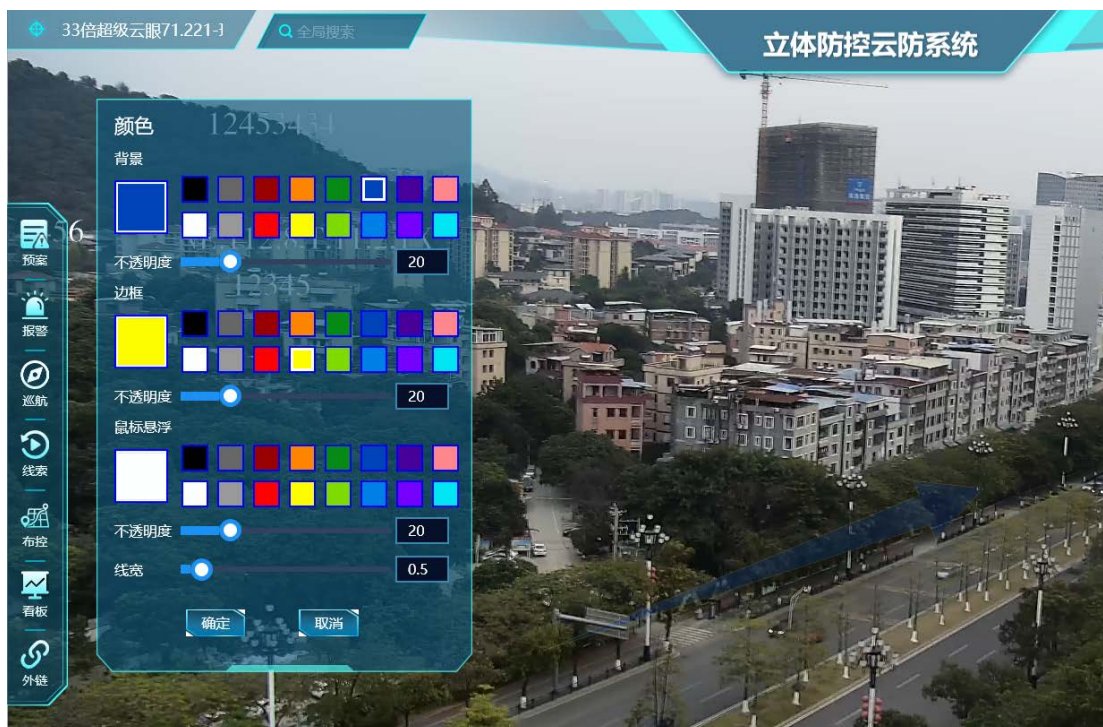 33倍超级云眼71.221-
全局搜索
立体防控云防系统
颜色
12453434
背景
56
不透明度
20
边框
12345
不透明度
20
鼠标悬浮
不透明度
20
线宽
0.5
确定
取消
预案
报警
巡航
线索
布控
看板
外链